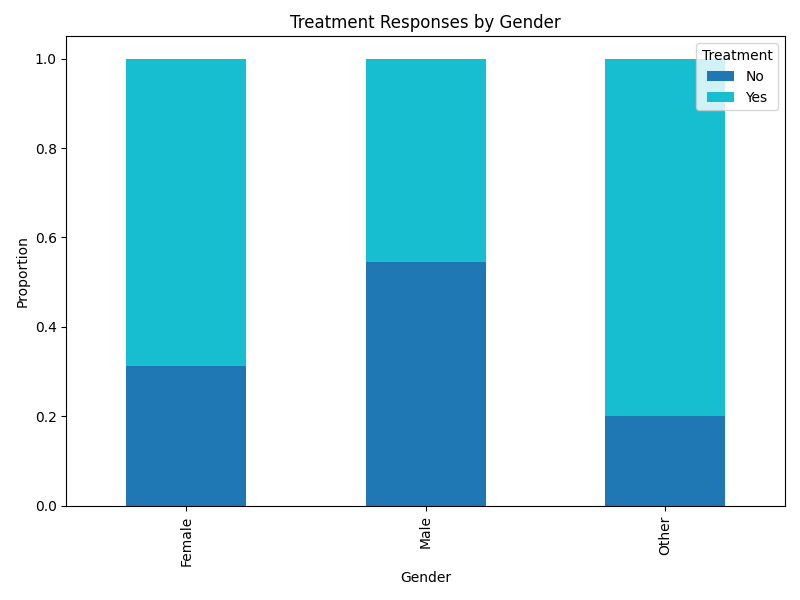 Treatment Responses by Gender
Treatment
No
Yes
1.0
0.8
0.6
0.4
0.2
0.0
Proportion
Female
Male
Other
Gender